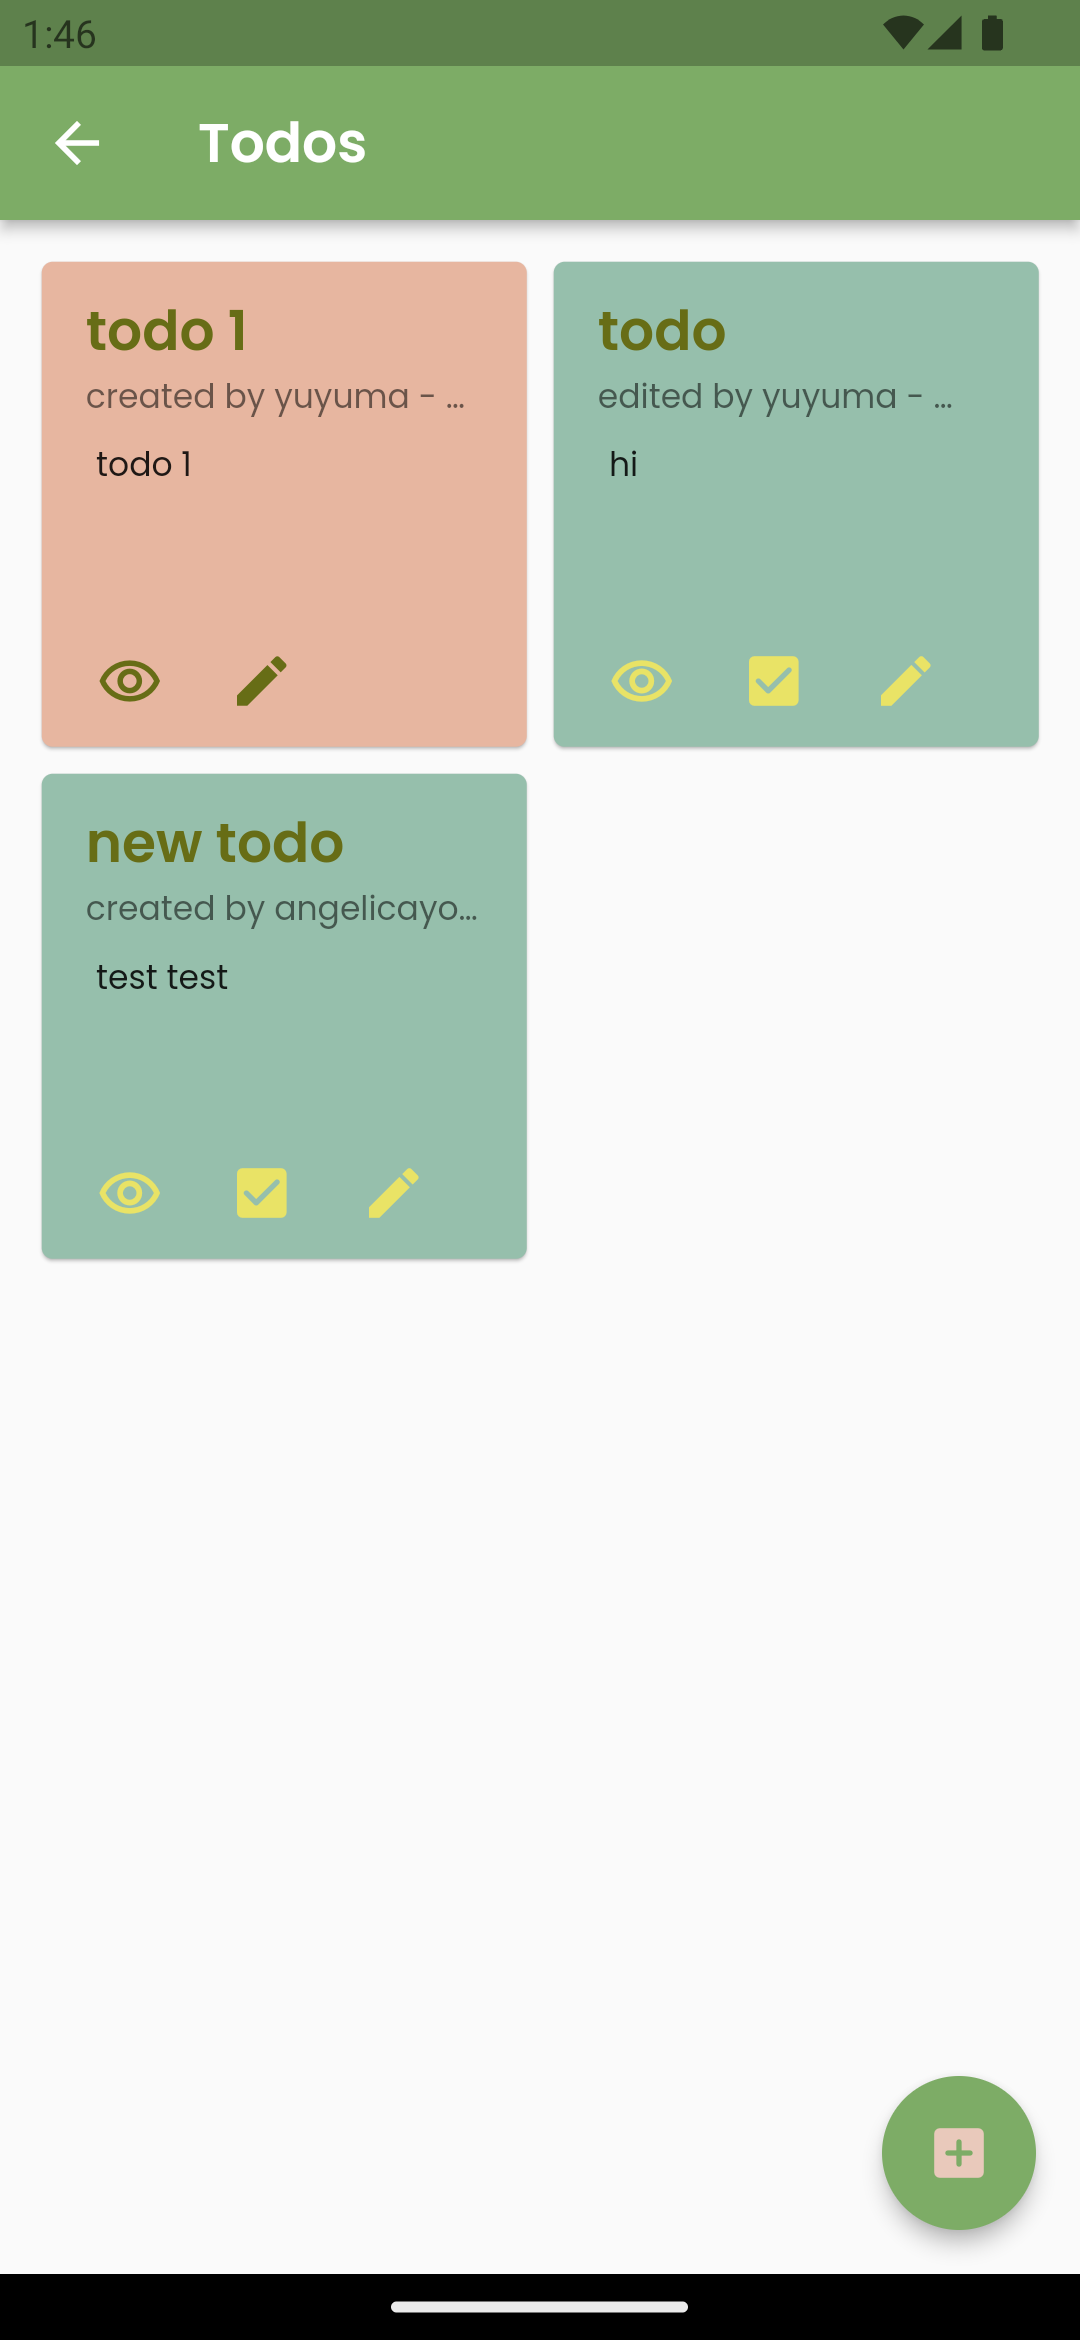 1:46
Todos
todo 1
created by yuyuma - ...
todo 1
todo
edited by yuyuma - ...
hi
new todo
created by angelicayo...
test test